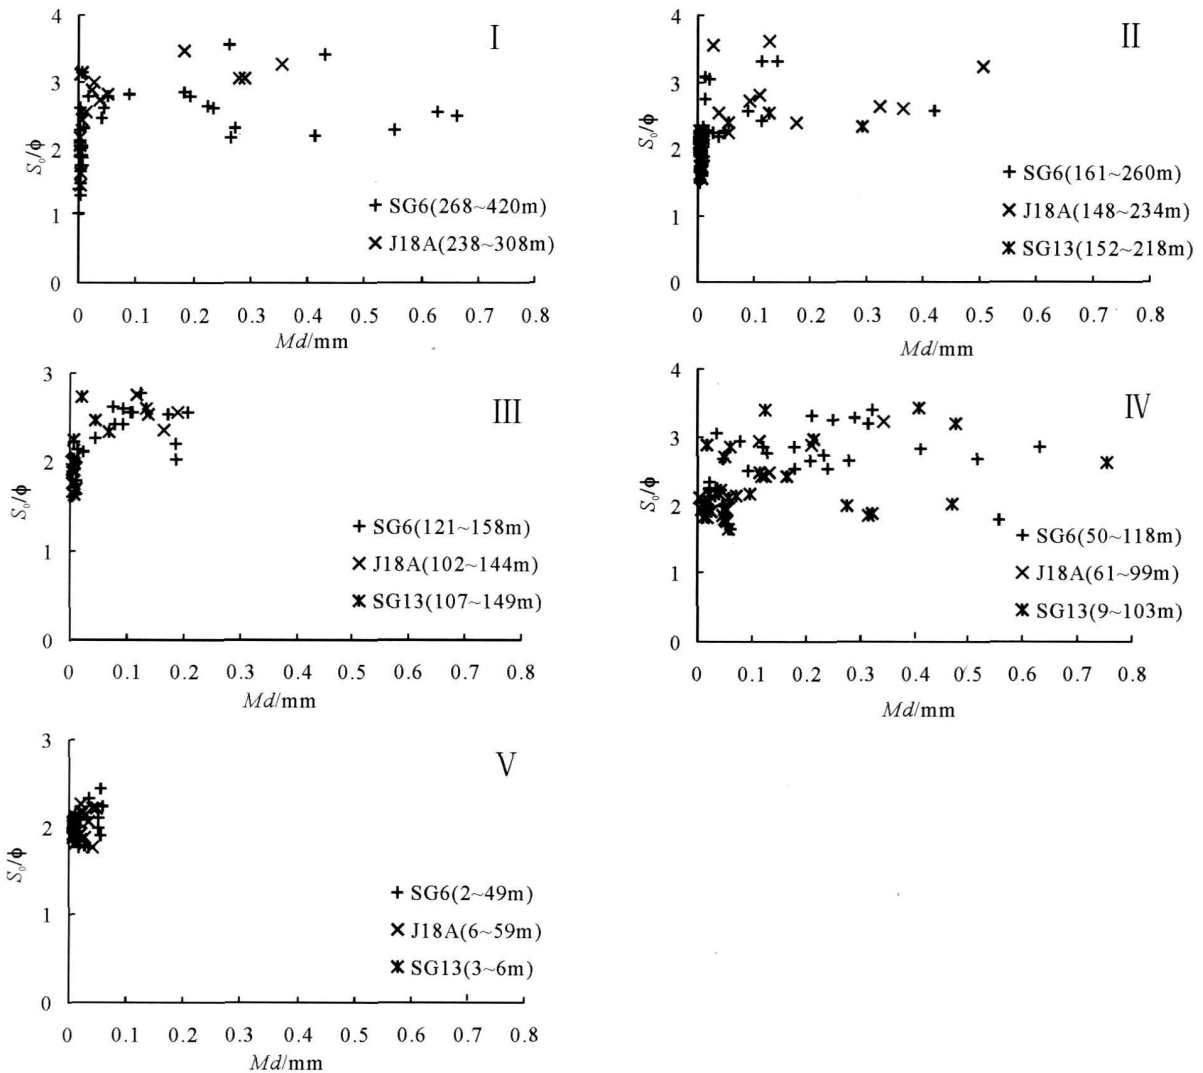 I
4
3
2
1
0
S₀/ϕ
+ SG6(268~420m)
× J18A(238~308m)
0 0.1 0.2 0.3 0.4 0.5 0.6 0.7 0.8
Md/mm
II
4
3
2
1
0
S₀/ϕ
+ SG6(161~260m)
× J18A(148~234m)
SG13(152~218m)
0 0.1 0.2 0.3 0.4 0.5 0.6 0.7 0.8
Md/mm
III
3
2
1
0
S₀/ϕ
+ SG6(121~158m)
× J18A(102~144m)
SG13(107~149m)
0 0.1 0.2 0.3 0.4 0.5 0.6 0.7 0.8
Md/mm
IV
4
3
2
1
0
S₀/ϕ
+ SG6(50~118m)
× J18A(61~99m)
SG13(9~103m)
0 0.1 0.2 0.3 0.4 0.5 0.6 0.7 0.8
Md/mm
V
3
2
1
0
S₀/ϕ
+ SG6(2~49m)
× J18A(6~59m)
SG13(3~6m)
0 0.1 0.2 0.3 0.4 0.5 0.6 0.7 0.8
Md/mm